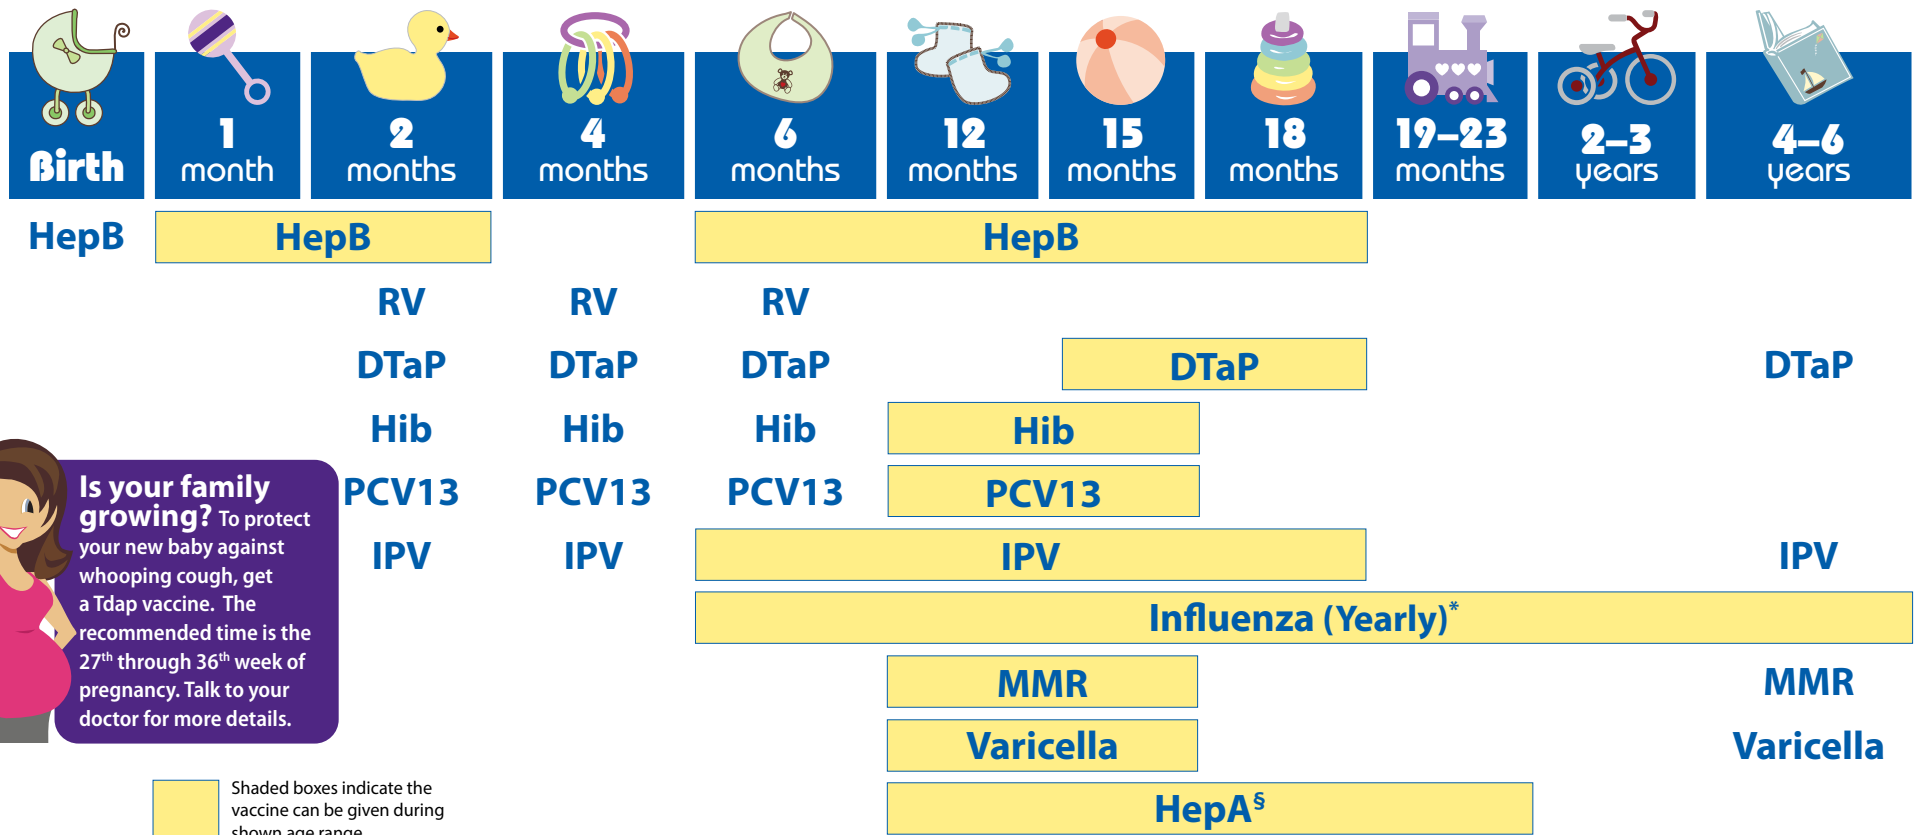 Birth
1
month
2
months
4
months
6
months
12
months
15
months
18
months
19–23
months
2–3
years
4–6
years
HepB HepB HepB
RV RV RV
DTaP DTaP DTaP DTaP DTaP
Hib Hib Hib Hib
PCV13 PCV13 PCV13 PCV13
IPV IPV IPV IPV
Influenza (Yearly)*
MMR MMR
Varicella Varicella
HepA§
Is your family
growing? To protect
your new baby against
whooping cough, get
a Tdap vaccine. The
recommended time is the
27th through 36th week of
pregnancy. Talk to your
doctor for more details.
Shaded boxes indicate the
vaccine can be given during
shown age range.